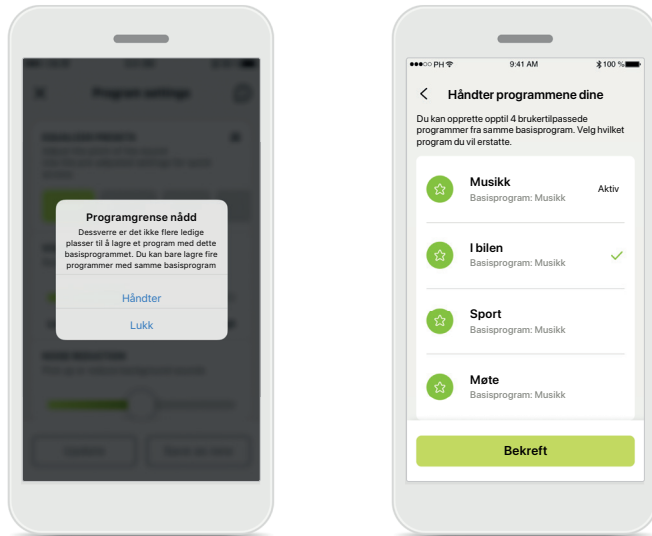 Program settings
Programgrense nådd
Dessverre er det ikke flere ledige
plasser til å lagre et program med dette
basisprogrammet. Du kan bare lagre fire
programmer med samme basisprogram
Håndter
Lukk
PH
9:41 AM
100 %
Håndter programmene dine
Du kan opprette opptil 4 brukertilpassede
programmer fra samme basisprogram. Velg hvilket
program du vil erstatte.
Musikk
Basisprogram: Musikk
Aktiv
I bilen
Basisprogram: Musikk
Sport
Basisprogram: Musikk
Møte
Basisprogram: Musikk
Bekreft